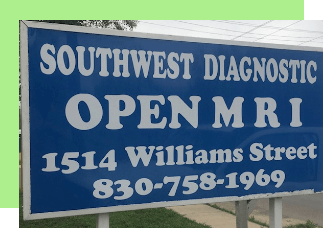 SOUTHWEST DIAGNOSTIC
OPEN M R I
1514 Williams Street
830-758-1969